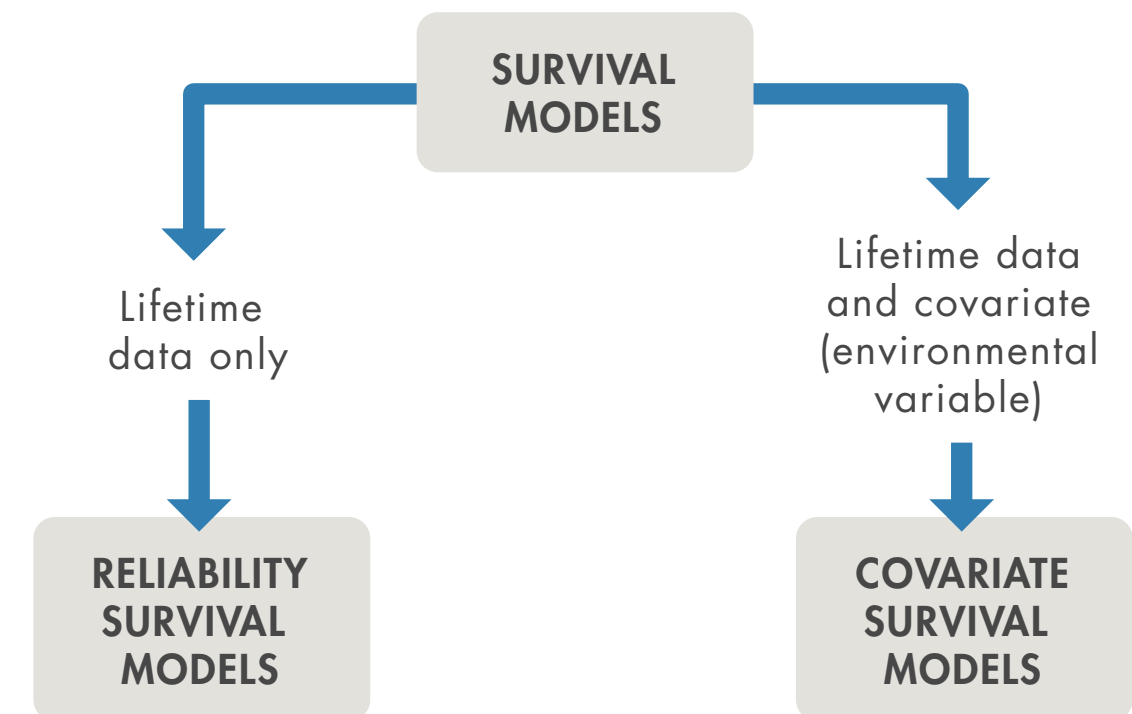 SURVIVAL
MODELS
Lifetime
data only
Lifetime data
and covariate
(environmental
variable)
RELIABILITY
SURVIVAL
MODELS
COVARIATE
SURVIVAL
MODELS